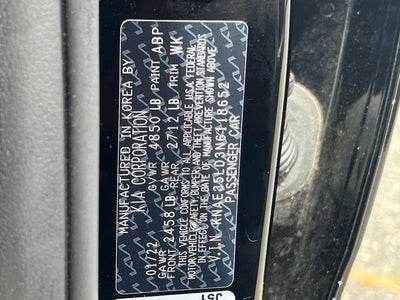 MANUFACTURED IN KOREA BY
KIA CORPORATION
01/22 GVWR 4850 LB PAINT ABP
GAWR GAWR
FRONT 2458 LB REAR 2712 LB TRIM WK
THIS VEHICLE CONFORMS TO ALL APPLICABLE U.S.A FEDERAL
MOTOR VEHICLE SAFETY/BUMPER AND THEFT PREVENTION STANDARDS
IN EFFECT ON THE DATE OF MANUFACTURE SHOWN ABOVE
V.I.N KNAE35LD3N6118652
PASSENGER CAR
J51